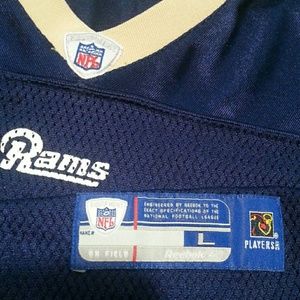 NFL
Rams
ENGINEERED BY REEBOK TO THE
EXACT SPECIFICATIONS OF THE
NATIONAL FOOTBALL LEAGUE
NFL
ON FIELD
Reebok
L
PLAYERS